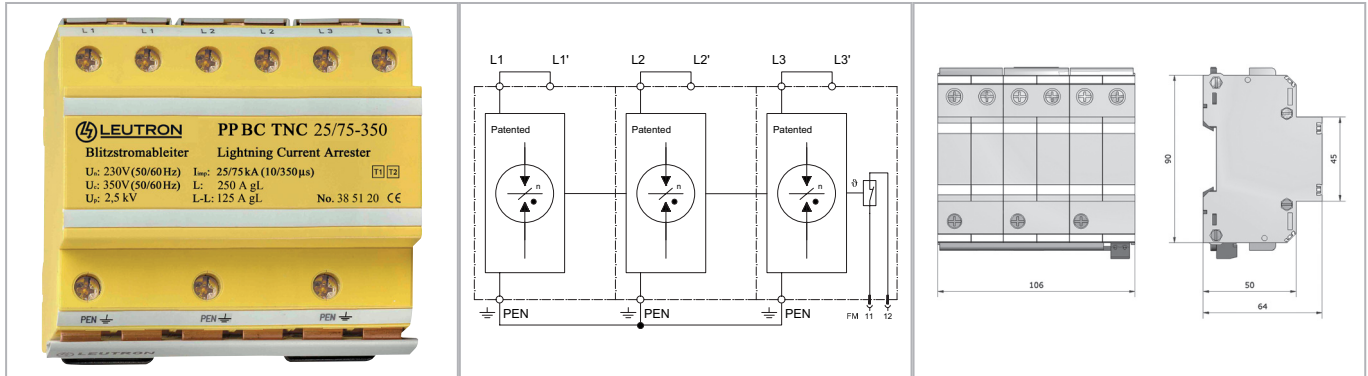 L1 L1 L2 L2 L3 L3
LEUTRON PP BC TNC 25/75-350
Blitzstromableiter Lightning Current Arrester
Uₙ: 230V(50/60Hz) Iᵢₘₚ: 25/75kA(10/350µs) T1 T2
U꜀: 350V(50/60Hz) L: 250 A gL
Uₚ: 2,5 kV L-L: 125 A gL No. 38 51 20 CE
PEN PEN PEN
LEUTRON
L1 L1' L2 L2' L3 L3'
Patented Patented Patented
n n n ϑ
PEN PEN PEN FM 11 12
90
45
106
50
64